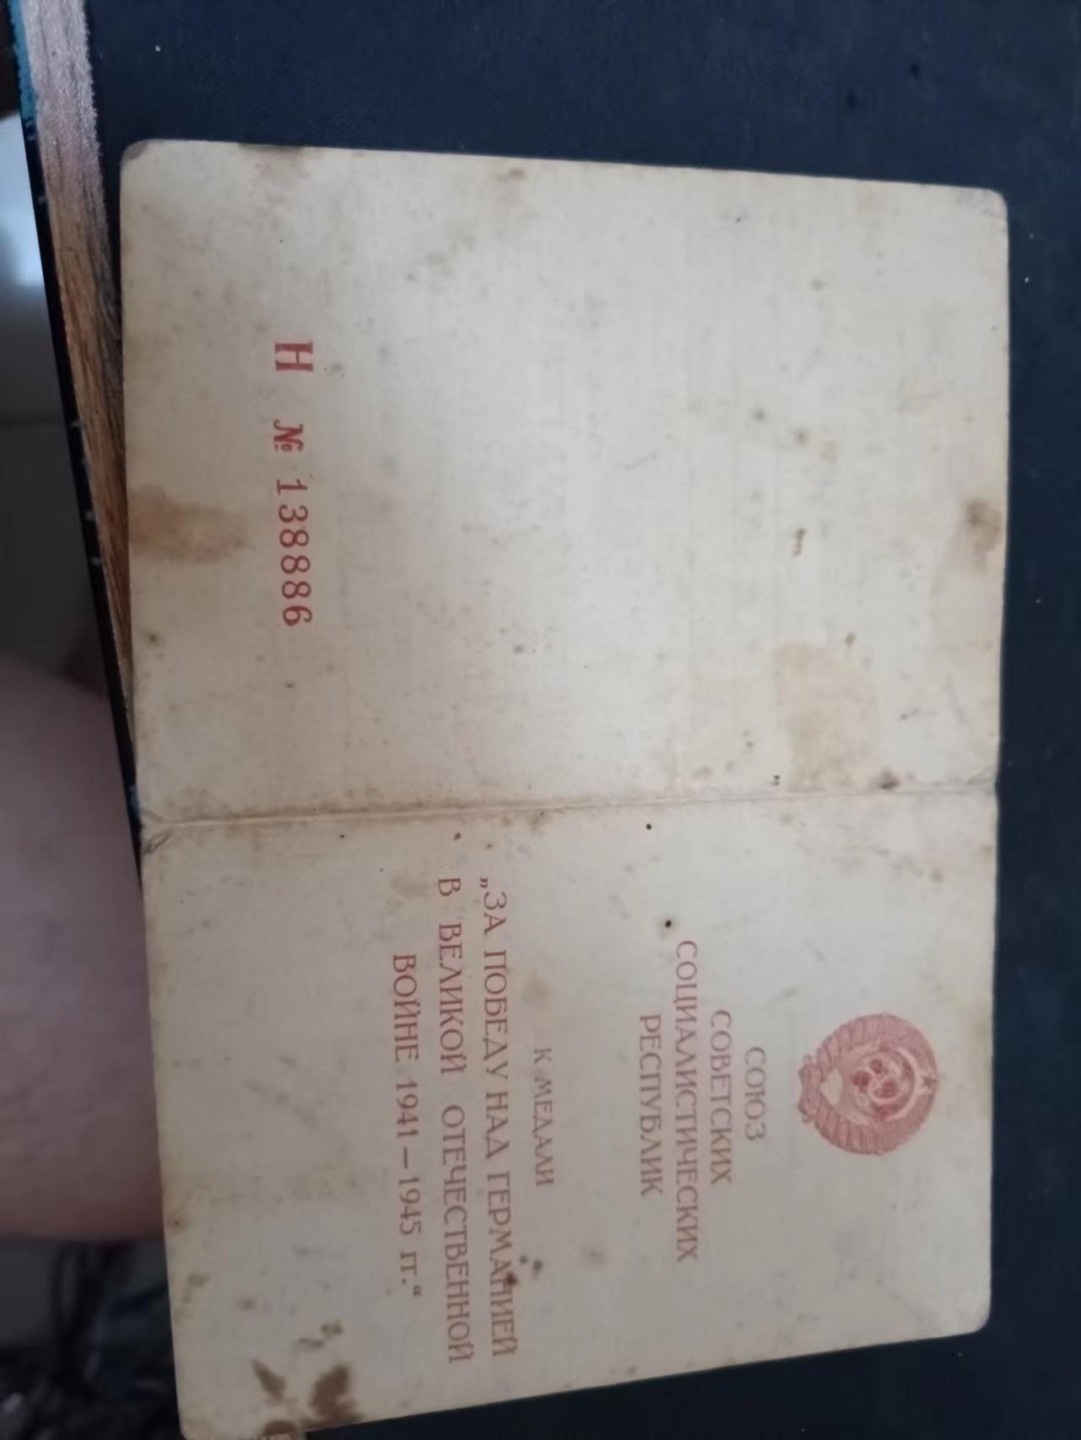 Н № 138886
СОЮЗ
СОВЕТСКИХ
СОЦИАЛИСТИЧЕСКИХ
РЕСПУБЛИК
К МЕДАЛИ
„ЗА ПОБЕДУ НАД ГЕРМАНИЕЙ
В ВЕЛИКОЙ ОТЕЧЕСТВЕННОЙ
ВОЙНЕ 1941—1945 гг.“